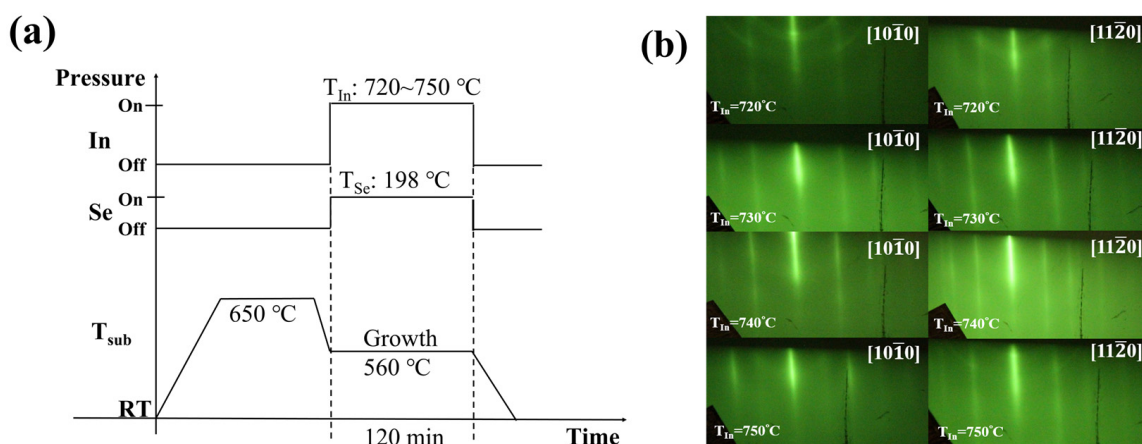 (a)
Pressure
On
In
Off
T_In: 720~750 ℃
On
Se
Off
T_Se: 198 ℃
650 ℃
T_sub
Growth
560 ℃
RT
120 min
Time
(b)
[101̅0]
T_In=720°C
[112̅0]
T_In=720°C
[101̅0]
T_In=730°C
[112̅0]
T_In=730°C
[101̅0]
T_In=740°C
[112̅0]
T_In=740°C
[101̅0]
T_In=750°C
[112̅0]
T_In=750°C